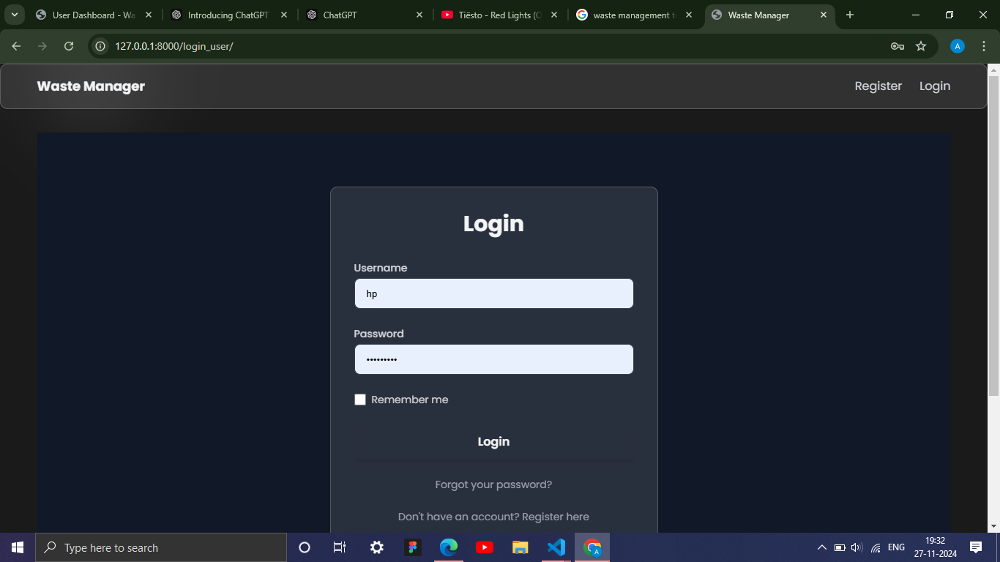 User Dashboard - Wa
Introducing ChatGPT
ChatGPT
Tiësto - Red Lights (O
waste management t
Waste Manager
127.0.0.1:8000/login_user/
A
Waste Manager
Register
Login
Login
Username
hp
Password
•••••••••
Remember me
Login
Forgot your password?
Don't have an account? Register here
Type here to search
A
ENG
19:32
27-11-2024